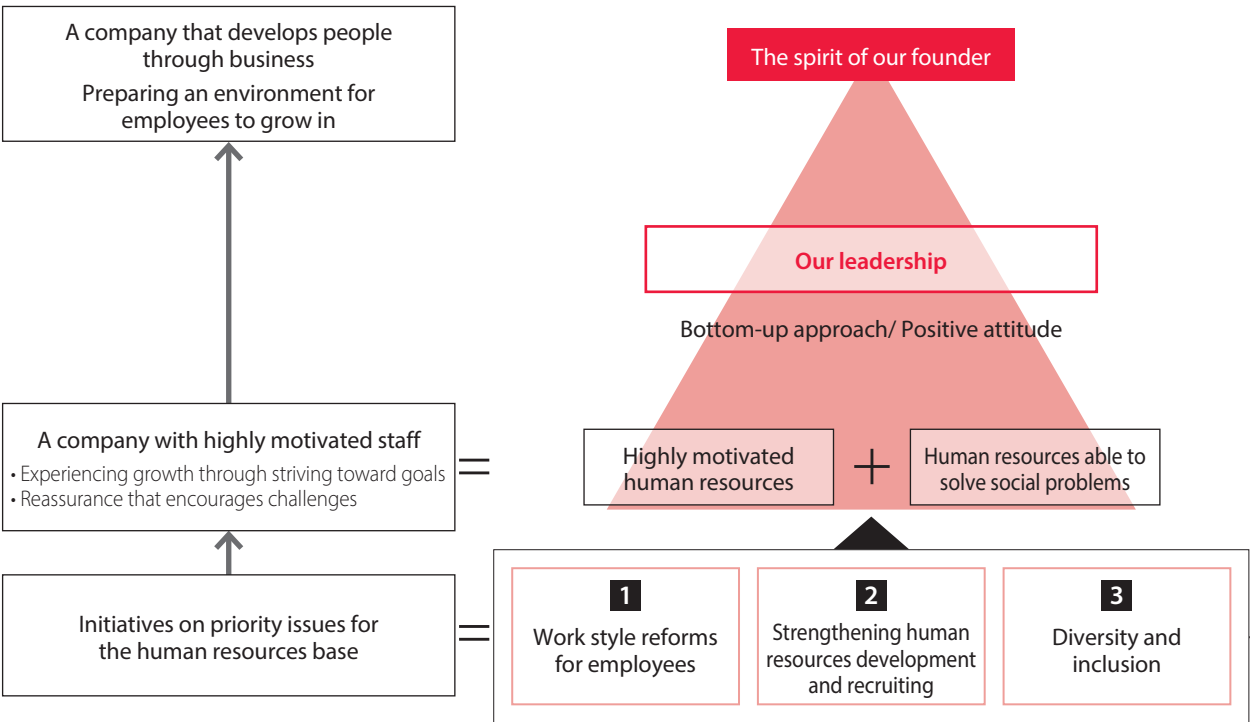 A company that develops people
through business
Preparing an environment for
employees to grow in
The spirit of our founder
Our leadership
Bottom-up approach/ Positive attitude
A company with highly motivated staff
• Experiencing growth through striving toward goals
• Reassurance that encourages challenges
=
Highly motivated
human resources
+
Human resources able to
solve social problems
Initiatives on priority issues for
the human resources base
=
1
Work style reforms
for employees
2
Strengthening human
resources development
and recruiting
3
Diversity and
inclusion